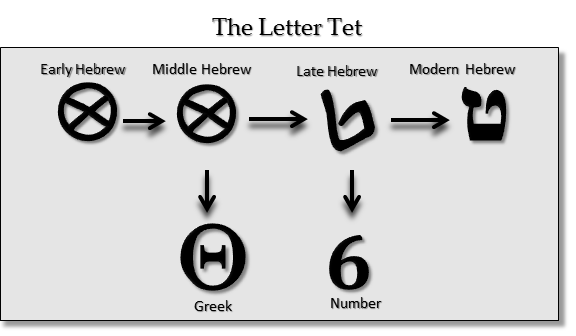 The Letter Tet
Early Hebrew Middle Hebrew Late Hebrew Modern Hebrew
ט
Θ 6
Greek Number